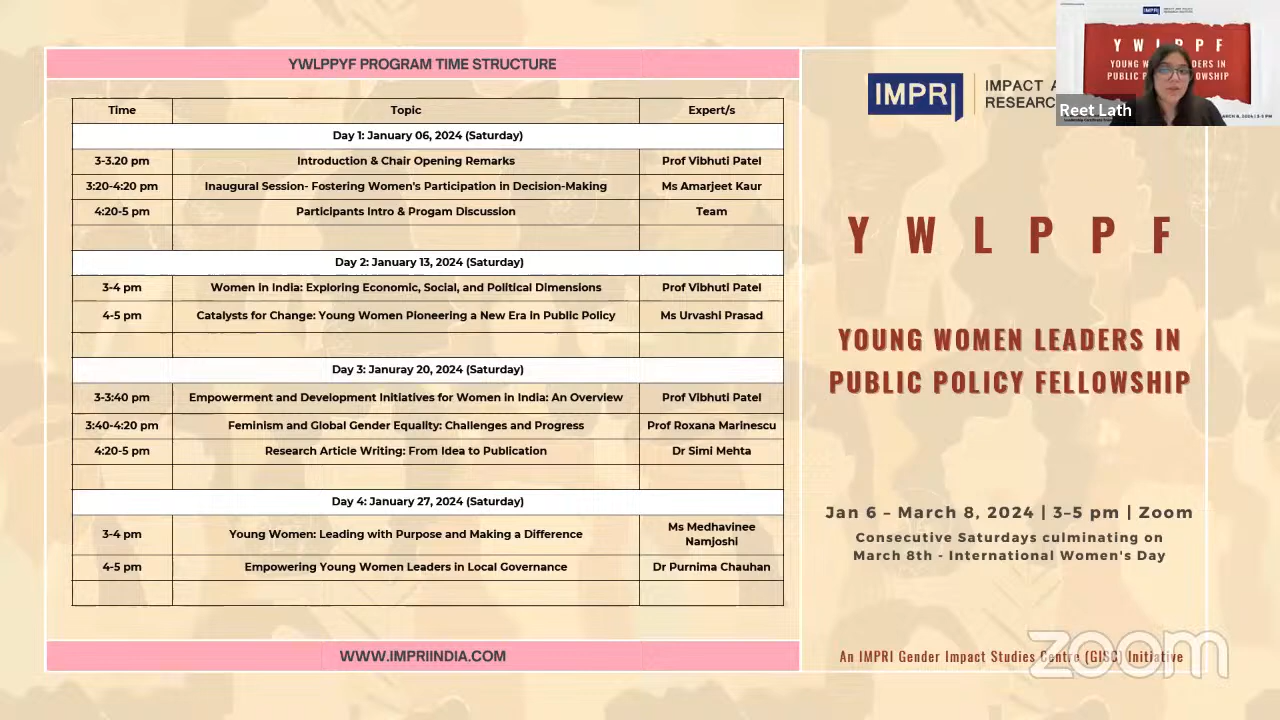 YWLPPYF PROGRAM TIME STRUCTURE
Time Topic Expert/s
Day 1: January 06, 2024 (Saturday)
3-3.20 pm Introduction & Chair Opening Remarks Prof Vibhuti Patel
3:20-4:20 pm Inaugural Session- Fostering Women's Participation in Decision-Making Ms Amarjeet Kaur
4:20-5 pm Participants Intro & Progam Discussion Team
Day 2: January 13, 2024 (Saturday)
3-4 pm Women in India: Exploring Economic, Social, and Political Dimensions Prof Vibhuti Patel
4-5 pm Catalysts for Change: Young Women Pioneering a New Era in Public Policy Ms Urvashi Prasad
Day 3: Januray 20, 2024 (Saturday)
3-3:40 pm Empowerment and Development Initiatives for Women in India: An Overview Prof Vibhuti Patel
3:40-4:20 pm Feminism and Global Gender Equality: Challenges and Progress Prof Roxana Marinescu
4:20-5 pm Research Article Writing: From Idea to Publication Dr Simi Mehta
Day 4: January 27, 2024 (Saturday)
3-4 pm Young Women: Leading with Purpose and Making a Difference Ms Medhavinee
Namjoshi
4-5 pm Empowering Young Women Leaders in Local Governance Dr Purnima Chauhan
WWW.IMPRIINDIA.COM
IMPRI
IMPACT
RESEARC
Y W L P P F
YOUNG WOMEN LEADERS IN
PUBLIC POLICY FELLOWSHIP
Jan 6 – March 8, 2024 | 3–5 pm | Zoom
Consecutive Saturdays culminating on
March 8th - International Women's Day
An IMPRI Gender Impact Studies Centre (GISC) Initiative
zoom
IMPRI
Y W L P P F
YOUNG LEADERS IN
PUBLIC FELLOWSHIP
Reet Lath